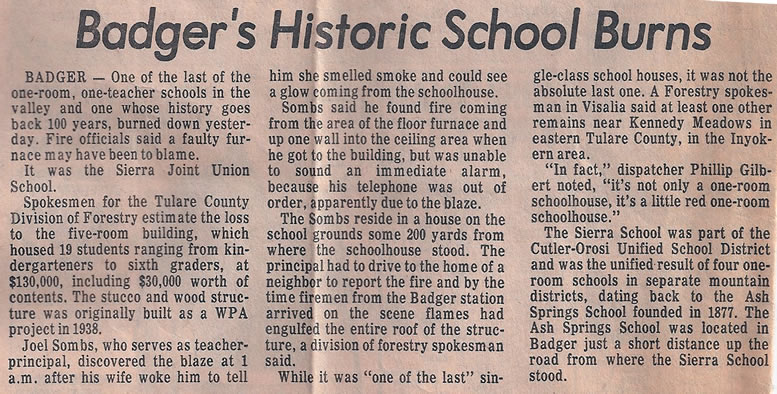 Badger's Historic School Burns
BADGER — One of the last of the
one-room, one-teacher schools in the
valley and one whose history goes
back 100 years, burned down yester-
day. Fire officials said a faulty fur-
nace may have been to blame.
It was the Sierra Joint Union
School.
Spokesmen for the Tulare County
Division of Forestry estimate the loss
to the five-room building, which
housed 19 students ranging from kin-
dergarteners to sixth graders, at
$130,000, including $30,000 worth of
contents. The stucco and wood struc-
ture was originally built as a WPA
project in 1938.
Joel Sombs, who serves as teacher-
principal, discovered the blaze at 1
a.m. after his wife woke him to tell
him she smelled smoke and could see
a glow coming from the schoolhouse.
Sombs said he found fire coming
from the area of the floor furnace and
up one wall into the ceiling area when
he got to the building, but was unable
to sound an immediate alarm,
because his telephone was out of
order, apparently due to the blaze.
The Sombs reside in a house on the
school grounds some 200 yards from
where the schoolhouse stood. The
principal had to drive to the home of a
neighbor to report the fire and by the
time firemen from the Badger station
arrived on the scene flames had
engulfed the entire roof of the struc-
ture, a division of forestry spokesman
said.
While it was "one of the last" sin-
gle-class school houses, it was not the
absolute last one. A Forestry spokes-
man in Visalia said at least one other
remains near Kennedy Meadows in
eastern Tulare County, in the Inyok-
ern area.
"In fact," dispatcher Phillip Gilb-
ert noted, "it's not only a one-room
schoolhouse, it's a little red one-room
schoolhouse."
The Sierra School was part of the
Cutler-Orosi Unified School District
and was the unified result of four one-
room schools in separate mountain
districts, dating back to the Ash
Springs School founded in 1877. The
Ash Springs School was located in
Badger just a short distance up the
road from where the Sierra School
stood.